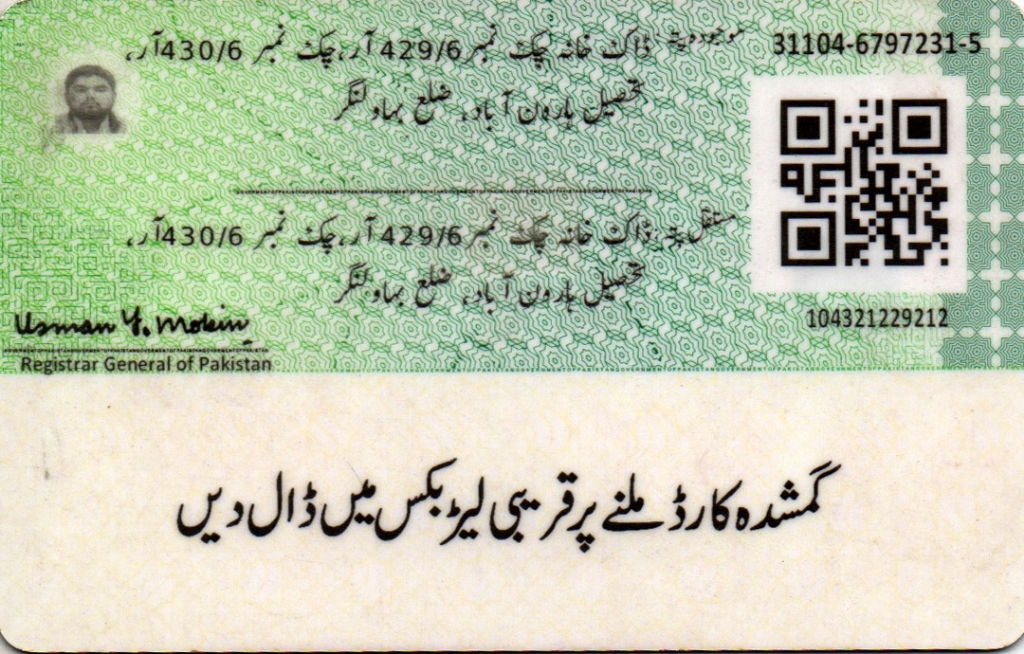 موجودہ پتہ: ڈاک خانہ چک نمبر 429/6 آر، چک نمبر 430/6 آر،
تحصیل ہارون آباد، ضلع بہاولنگر
31104-6797231-5
مستقل پتہ: ڈاک خانہ چک نمبر 429/6 آر، چک نمبر 430/6 آر،
تحصیل ہارون آباد، ضلع بہاولنگر
104321229212
Usman Y. Mobin
Registrar General of Pakistan
گمشدہ کارڈ ملنے پر قریبی لیٹر بکس میں ڈال دیں